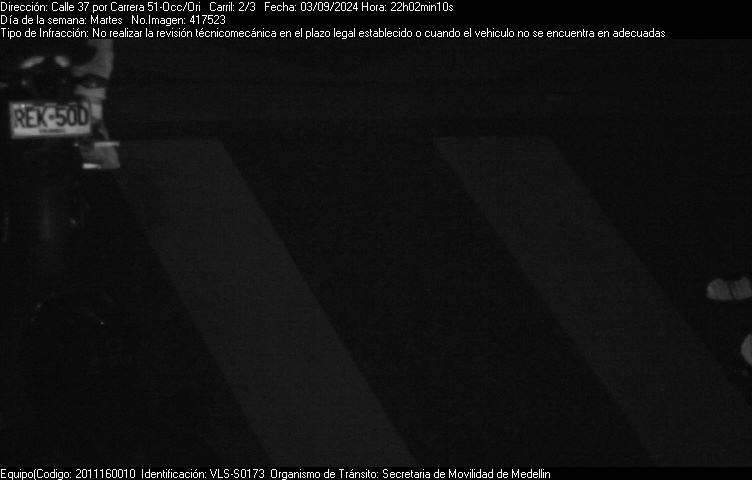 Dirección: Calle 37 por Carrera 51-Occ/Ori Carril: 2/3 Fecha: 03/09/2024 Hora: 22h02min10s
Día de la semana: Martes No.Imagen: 417523
Tipo de Infracción: No realizar la revisión técnicomecánica en el plazo legal establecido o cuando el vehiculo no se encuentra en adecuadas
REK-50D
Equipo(Codigo: 2011160010 Identificación: VLS-S0173 Organismo de Tránsito: Secretaria de Movilidad de Medellin